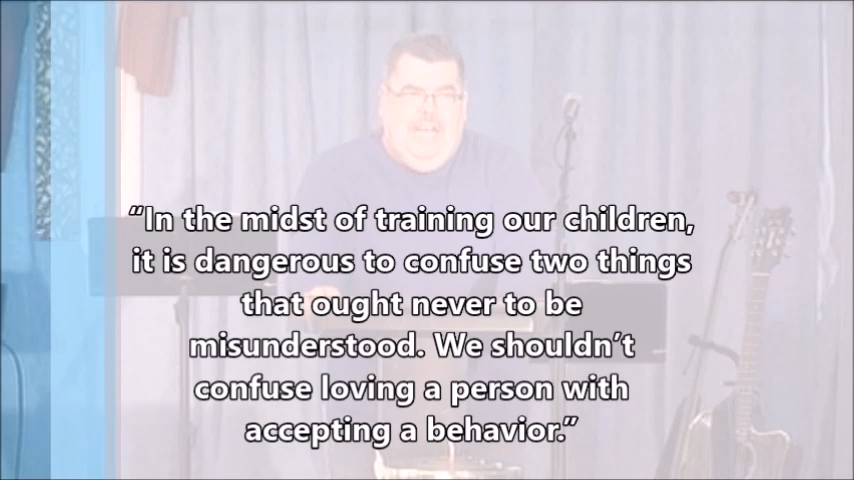 “In the midst of training our children,
it is dangerous to confuse two things
that ought never to be
misunderstood. We shouldn’t
confuse loving a person with
accepting a behavior.”